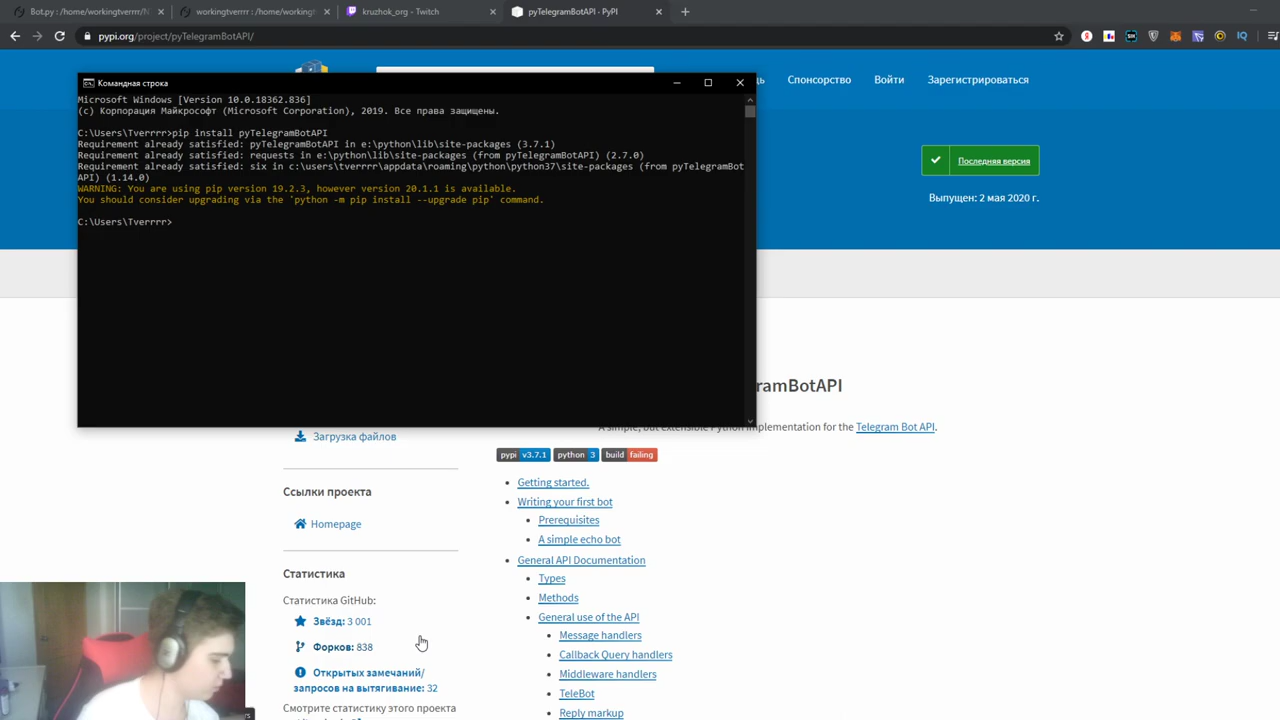 Bot.py : /home/workingtverrrr/
workingtverrrr : /home/working
kruzhok_org - Twitch
pyTelegramBotAPI · PyPI
pypi.org/project/pyTelegramBotAPI/
Спонсорство
Войти
Зарегистрироваться
Командная строка
Microsoft Windows [Version 10.0.18362.836]
(c) Корпорация Майкрософт (Microsoft Corporation), 2019. Все права защищены.
C:\Users\Tverrrr>pip install pyTelegramBotAPI
Requirement already satisfied: pyTelegramBotAPI in e:\python\lib\site-packages (3.7.1)
Requirement already satisfied: requests in e:\python\lib\site-packages (from pyTelegramBotAPI) (2.7.0)
Requirement already satisfied: six in c:\users\tverrrr\appdata\roaming\python\python37\site-packages (from pyTelegramBot
API) (1.14.0)
WARNING: You are using pip version 19.2.3, however version 20.1.1 is available.
You should consider upgrading via the 'python -m pip install --upgrade pip' command.
C:\Users\Tverrrr>
Последняя версия
Выпущен: 2 мая 2020 г.
gramBotAPI
A simple, but extensible Python implementation for the Telegram Bot API.
Загрузка файлов
pypi v3.7.1 python 3 build failing
Ссылки проекта
Homepage
Getting started.
Writing your first bot
Prerequisites
A simple echo bot
General API Documentation
Types
Methods
General use of the API
Message handlers
Callback Query handlers
Middleware handlers
TeleBot
Reply markup
Статистика
Статистика GitHub:
Звёзд: 3 001
Форков: 838
Открытых замечаний/
запросов на вытягивание: 32
Смотрите статистику этого проекта